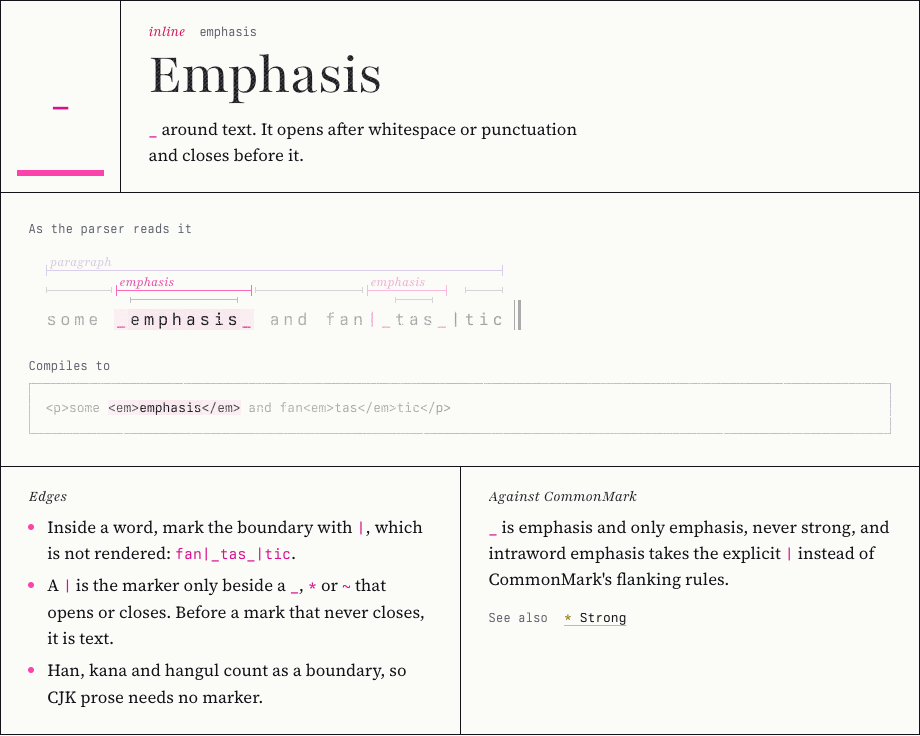 _
inline emphasis
Emphasis
_ around text. It opens after whitespace or punctuation
and closes before it.
As the parser reads it
paragraph
emphasis emphasis
some _emphasis_ and fan|_tas_|tic
Compiles to
<p>some <em>emphasis</em> and fan<em>tas</em>tic</p>
Edges
Inside a word, mark the boundary with |, which
is not rendered: fan|_tas_|tic.
A | is the marker only beside a _, * or ~ that
opens or closes. Before a mark that never closes,
it is text.
Han, kana and hangul count as a boundary, so
CJK prose needs no marker.
Against CommonMark
_ is emphasis and only emphasis, never strong, and
intraword emphasis takes the explicit | instead of
CommonMark's flanking rules.
See also * Strong